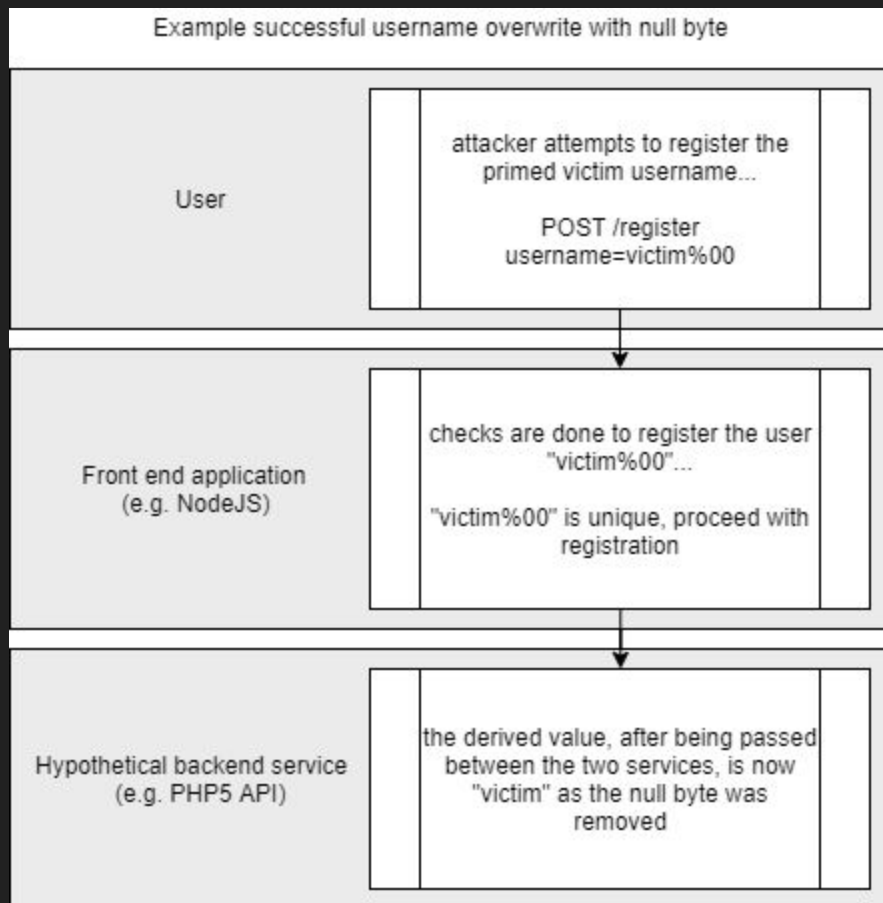 Example successful username overwrite with null byte
User
attacker attempts to register the
primed victim username...
POST /register
username=victim%00
Front end application
(e.g. NodeJS)
checks are done to register the user
"victim%00"...
"victim%00" is unique, proceed with
registration
Hypothetical backend service
(e.g. PHP5 API)
the derived value, after being passed
between the two services, is now
"victim" as the null byte was
removed